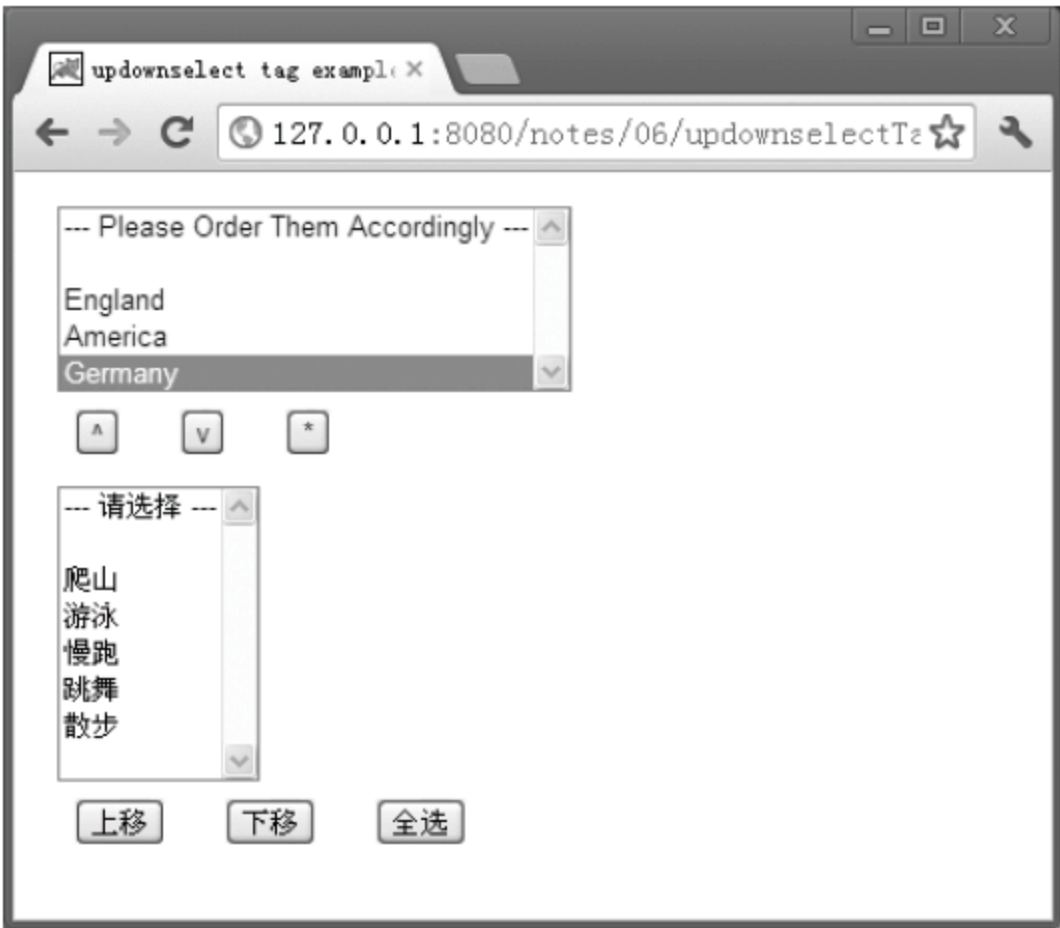 updownselect tag example
127.0.0.1:8080/notes/06/updownselectTa
--- Please Order Them Accordingly ---
England
America
Germany
^ v *
--- 请选择 ---
爬山
游泳
慢跑
跳舞
散步
上移 下移 全选